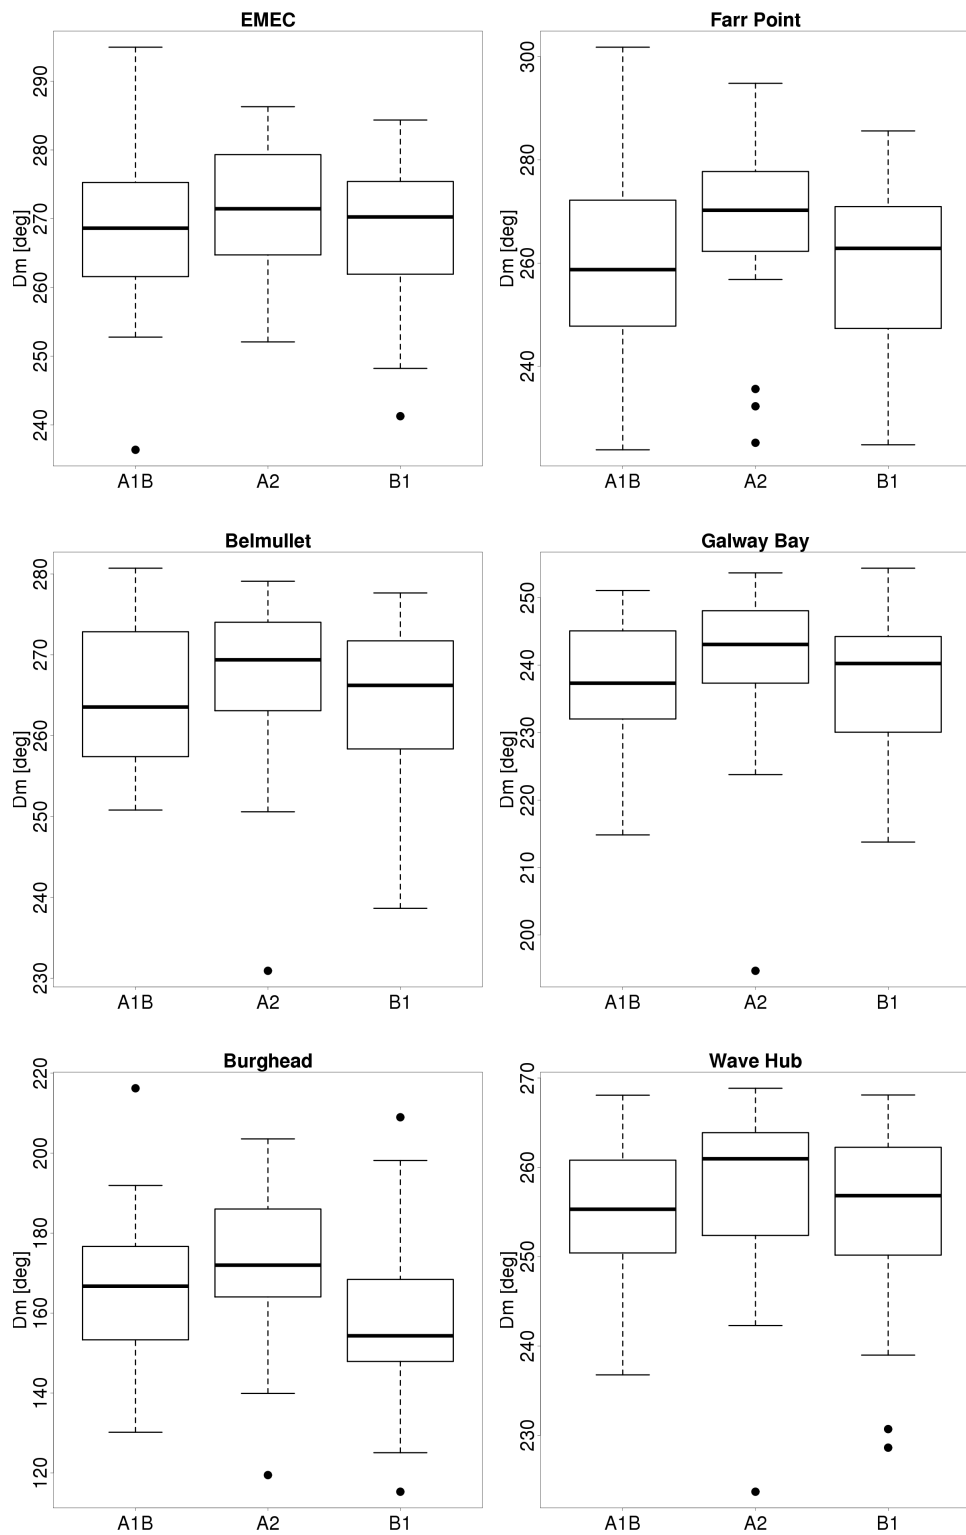 EMEC
Dm [deg]
290
280
270
260
250
240
A1B A2 B1
Farr Point
Dm [deg]
300
280
260
240
A1B A2 B1
Belmullet
Dm [deg]
280
270
260
250
240
230
A1B A2 B1
Galway Bay
Dm [deg]
250
240
230
220
210
200
A1B A2 B1
Burghead
Dm [deg]
220
200
180
160
140
120
A1B A2 B1
Wave Hub
Dm [deg]
270
260
250
240
230
A1B A2 B1